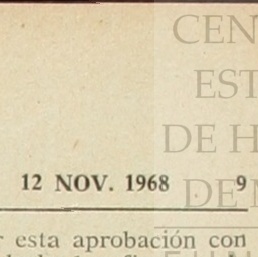 CEN
EST
DE H
12 NOV. 1968 9
DE M
r esta aprobación con